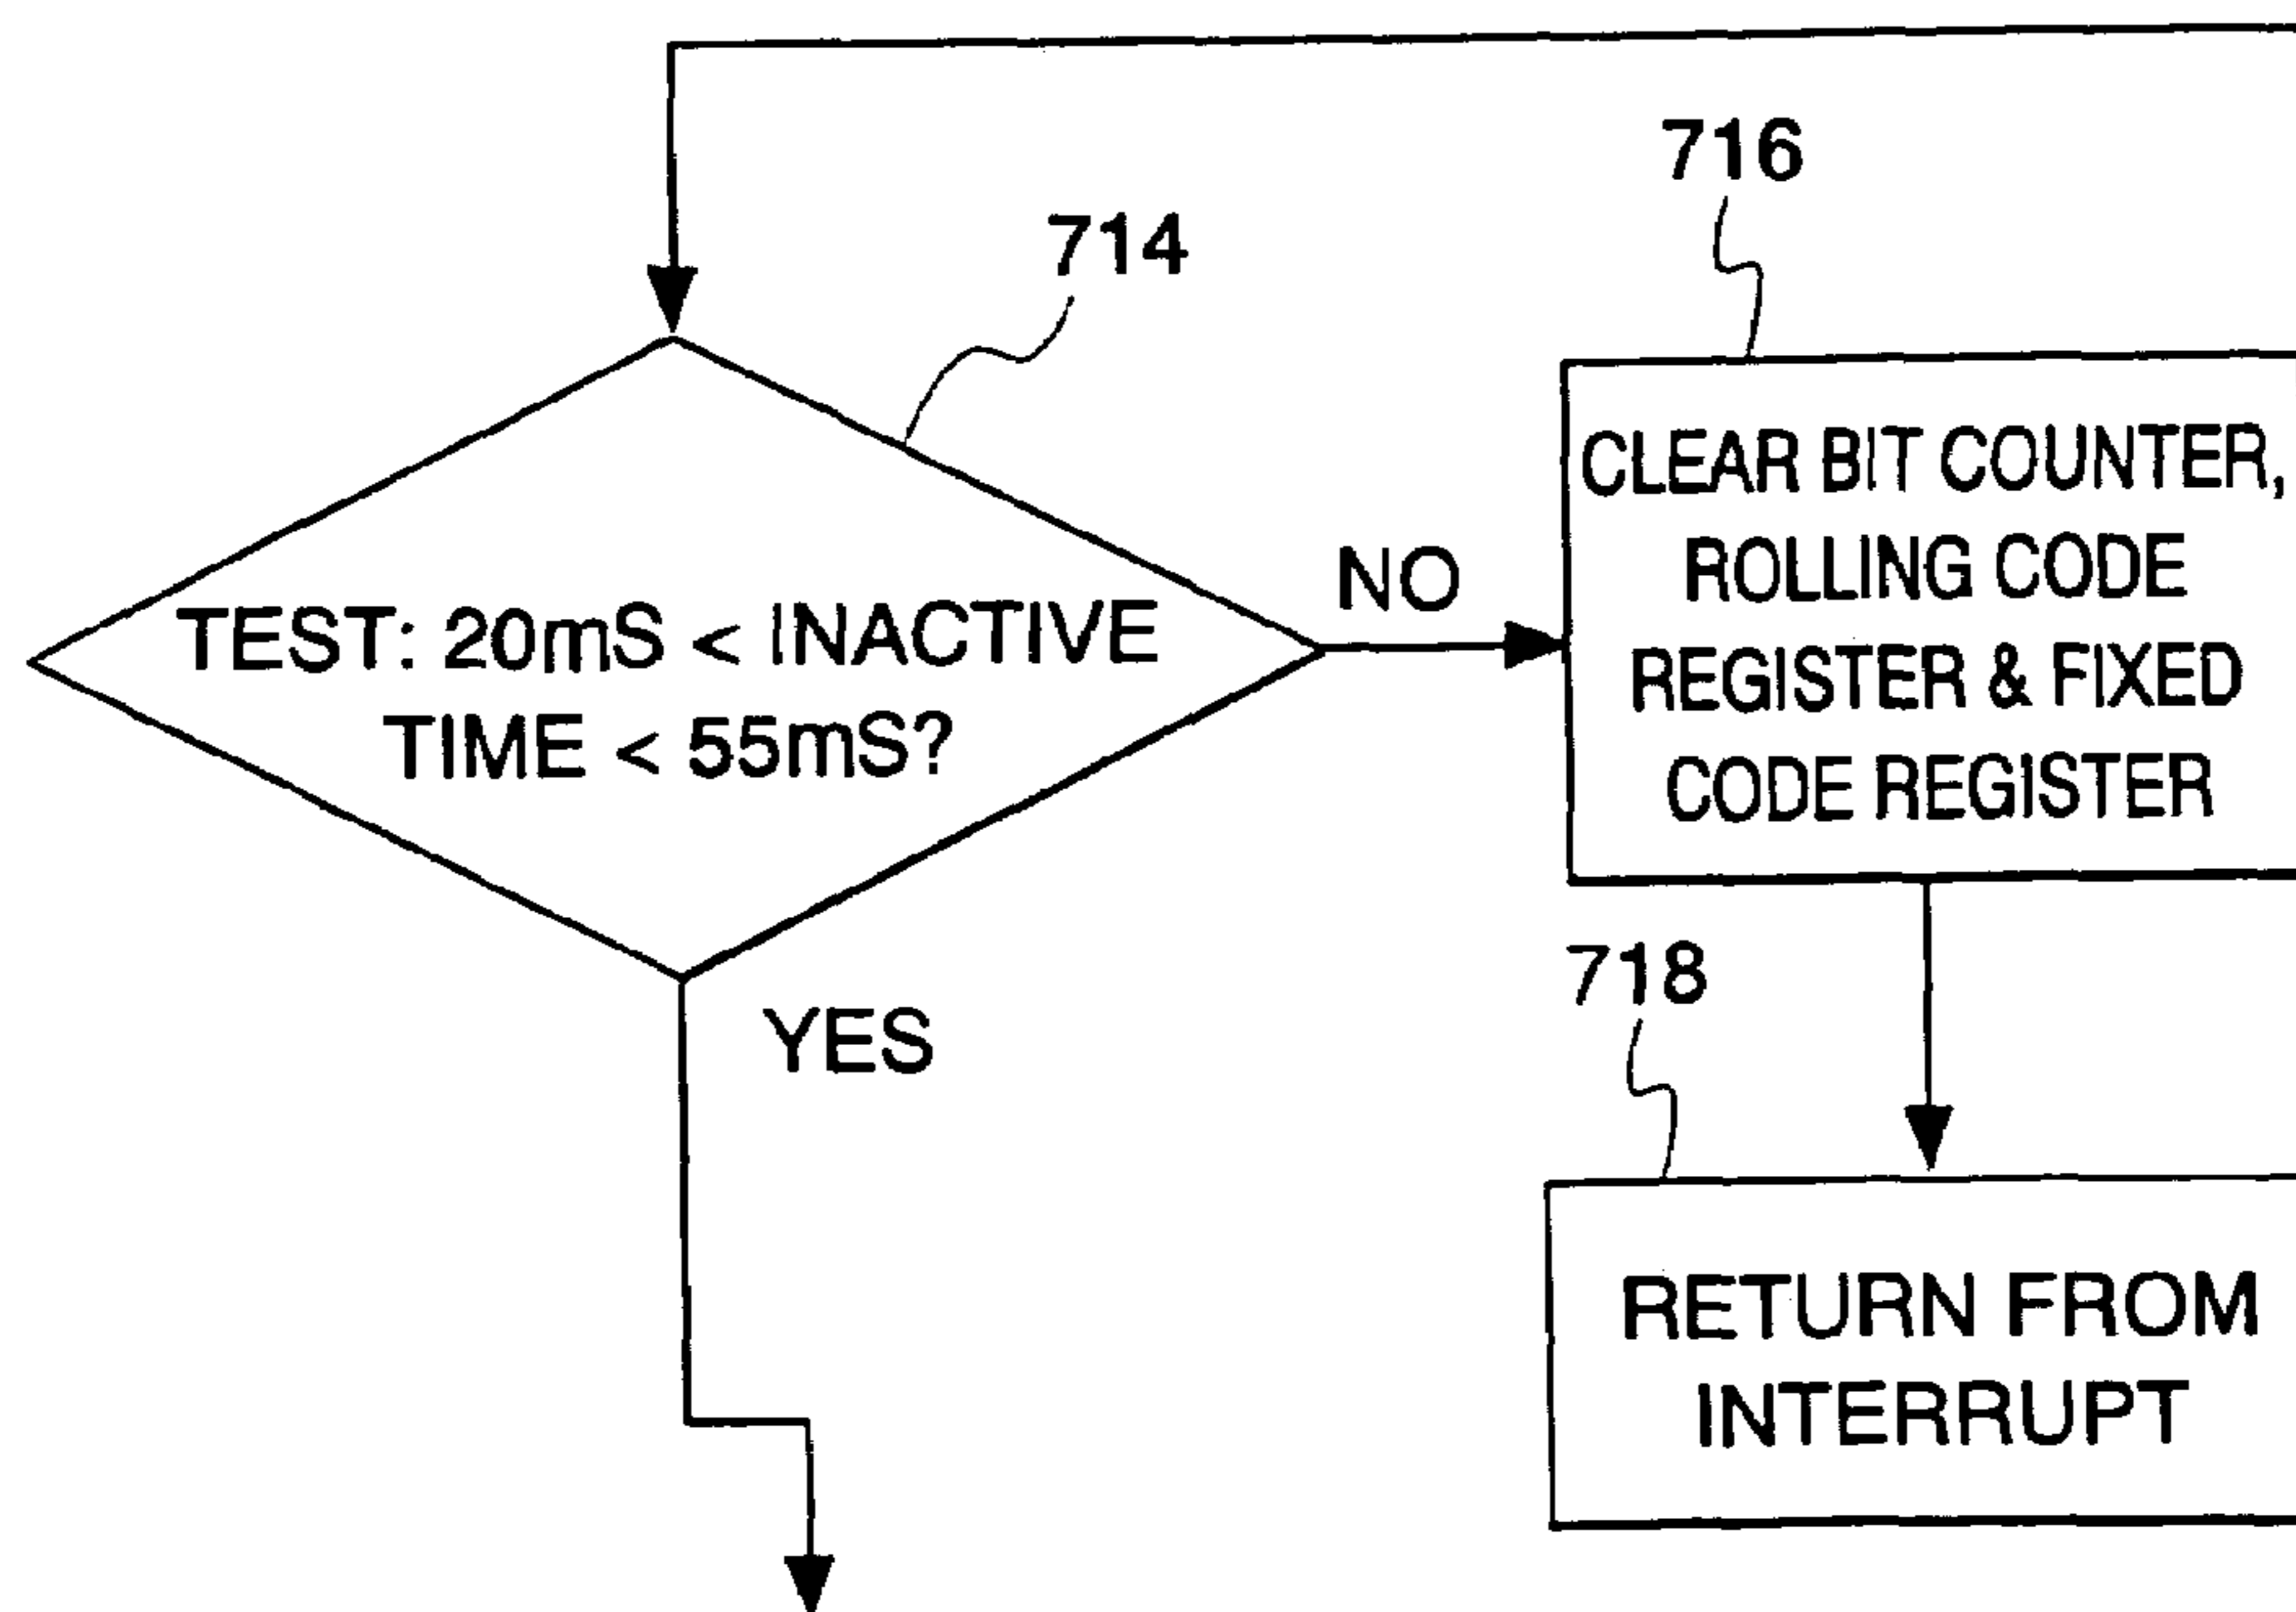 716
714
CLEAR BIT COUNTER,
ROLLING CODE
REGISTER & FIXED
CODE REGISTER
NO
TEST: 20mS < INACTIVE
TIME < 55mS?
718
YES
RETURN FROM
INTERRUPT